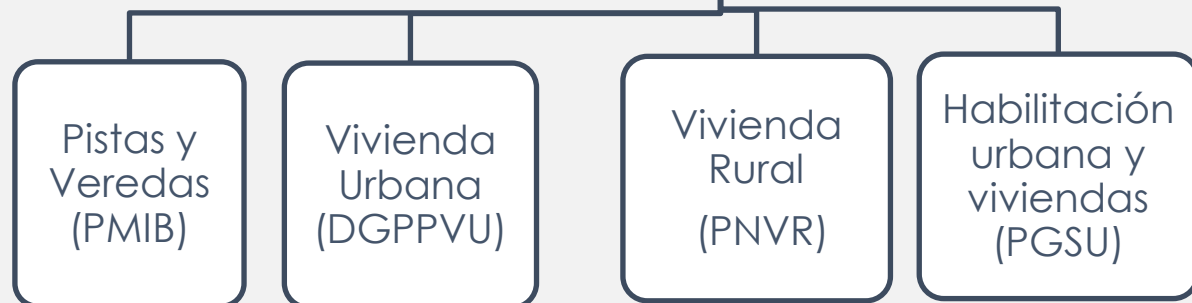 Pistas y
Veredas
(PMIB)
Vivienda
Urbana
(DGPPVU)
Vivienda
Rural
(PNVR)
Habilitación
urbana y
viviendas
(PGSU)